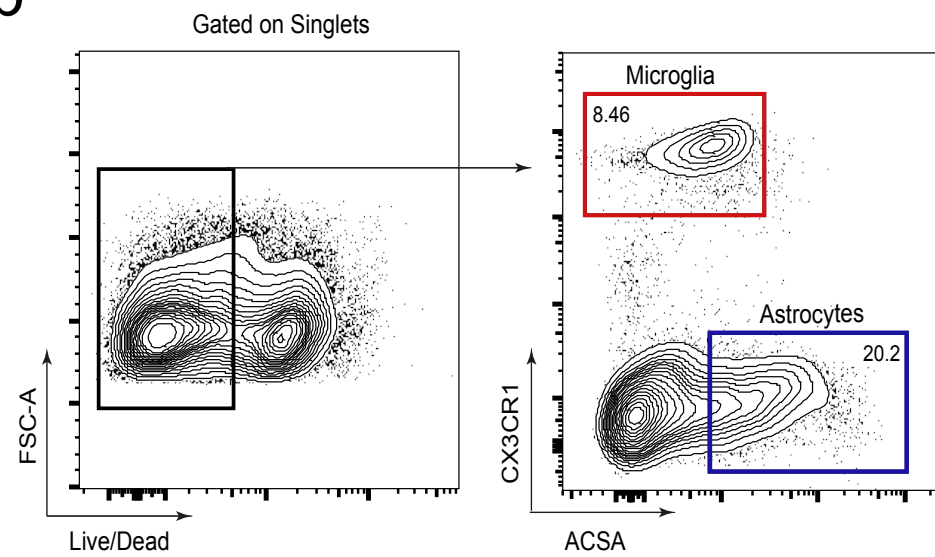 Gated on Singlets
FSC-A
Live/Dead
Microglia
8.46
Astrocytes
20.2
CX3CR1
ACSA